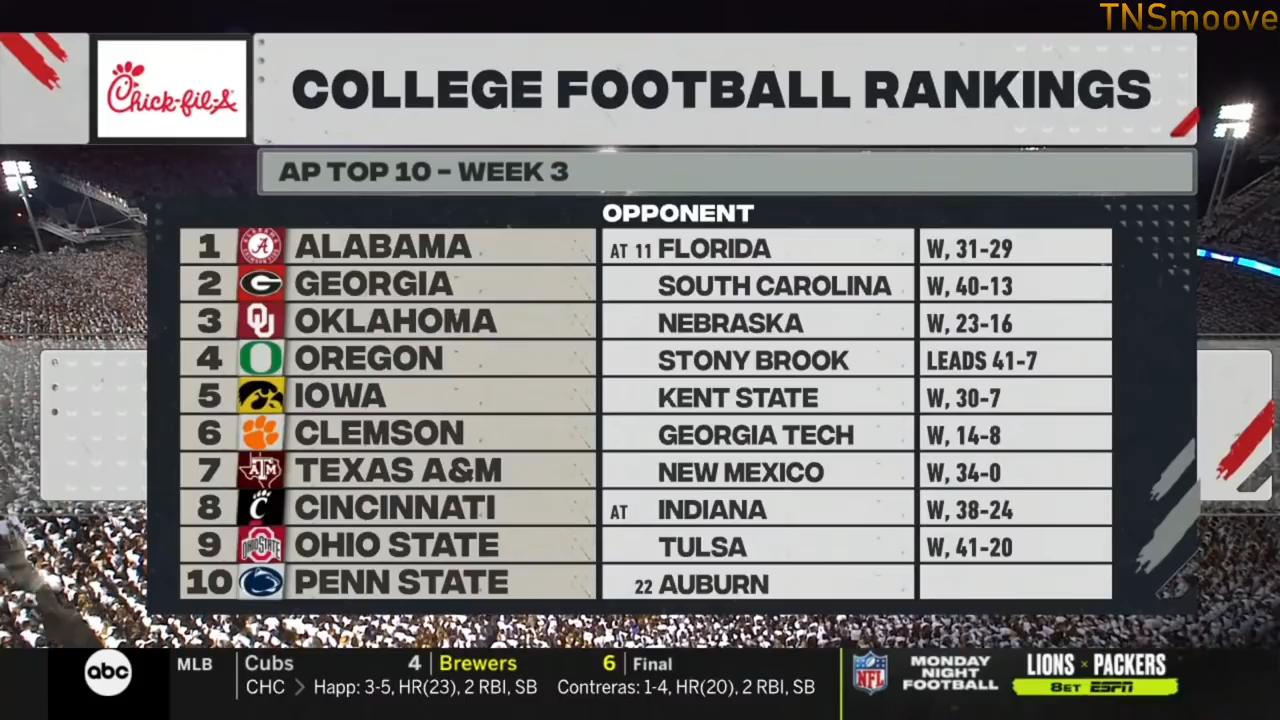 TNSmoove
Chick-fil-A
COLLEGE FOOTBALL RANKINGS
AP TOP 10 – WEEK 3
OPPONENT
1 ALABAMA AT 11 FLORIDA W, 31-29
2 G GEORGIA SOUTH CAROLINA W, 40-13
3 OU OKLAHOMA NEBRASKA W, 23-16
4 O OREGON STONY BROOK LEADS 41-7
5 IOWA KENT STATE W, 30-7
6 CLEMSON GEORGIA TECH W, 14-8
7 ATM TEXAS A&M NEW MEXICO W, 34-0
8 C CINCINNATI AT INDIANA W, 38-24
9 OHIO STATE OHIO STATE TULSA W, 41-20
10 PENN STATE 22 AUBURN
abc MLB Cubs 4 Brewers 6 Final
CHC > Happ: 3-5, HR(23), 2 RBI, SB Contreras: 1-4, HR(20), 2 RBI, SB
NFL MONDAY NIGHT FOOTBALL
LIONS × PACKERS
8ET ESPN